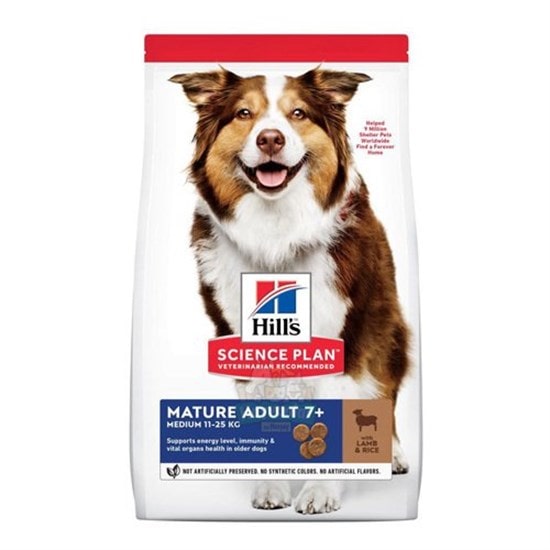 Helped
9 Million
Shelter Pets
Worldwide
Find a Forever
Home
Hill's
SCIENCE PLAN™
VETERINARIAN RECOMMENDED
MATURE ADULT 7+
MEDIUM 11-25 KG
Supports energy level, immunity &
vital organs health in older dogs
with
LAMB
& RICE
NOT ARTIFICIALLY PRESERVED. NO SYNTHETIC COLORS. NO ARTIFICIAL FLAVORS.